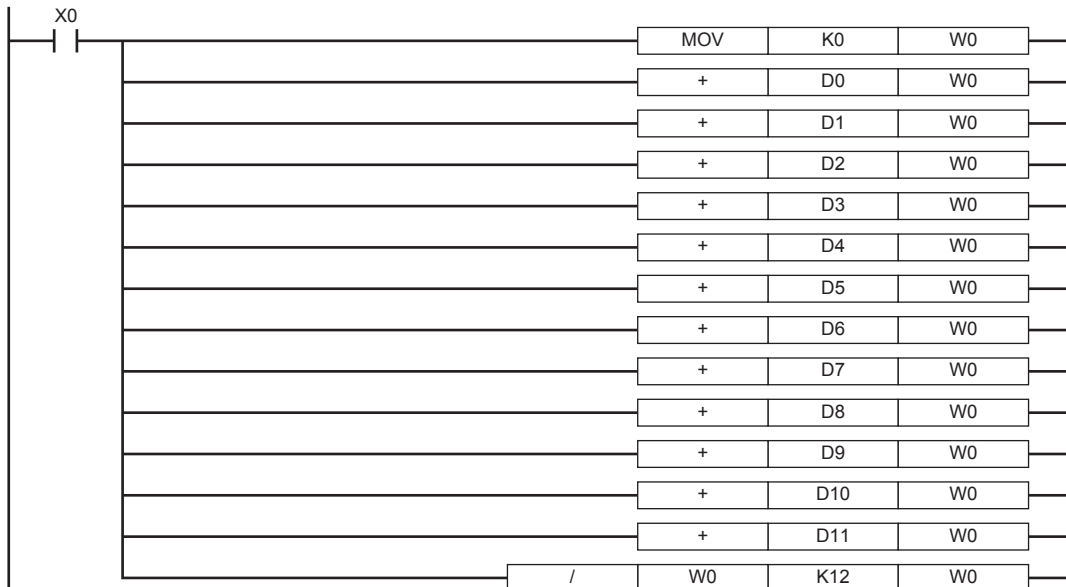 X0
MOV K0 W0
+ D0 W0
+ D1 W0
+ D2 W0
+ D3 W0
+ D4 W0
+ D5 W0
+ D6 W0
+ D7 W0
+ D8 W0
+ D9 W0
+ D10 W0
+ D11 W0
/ W0 K12 W0